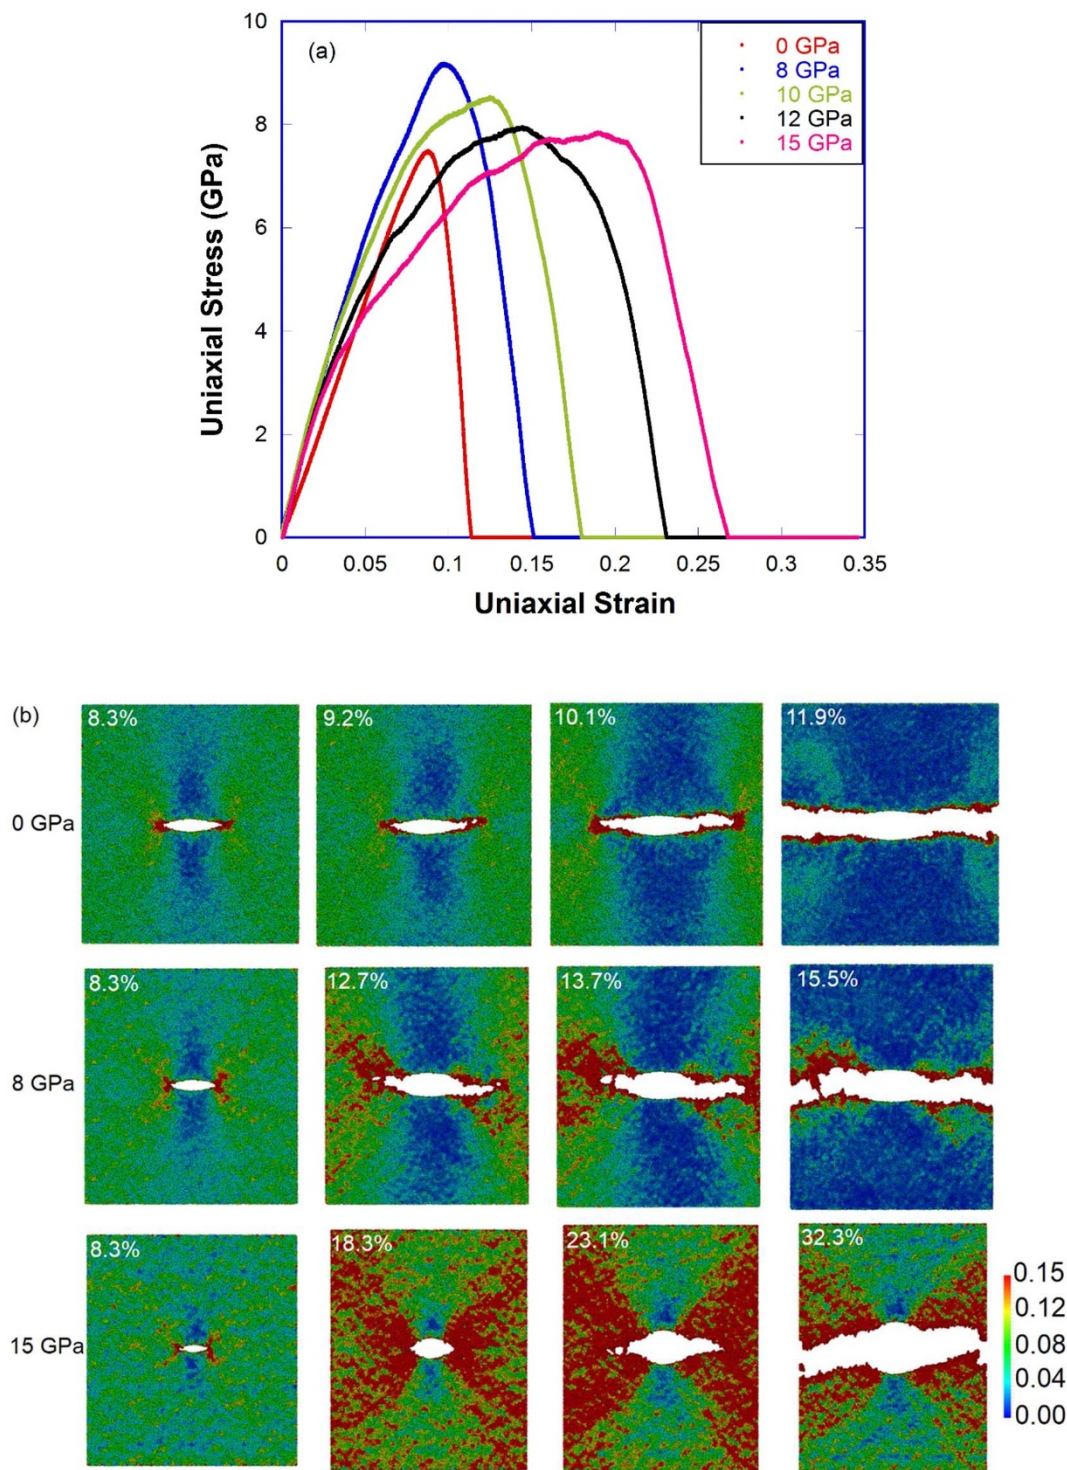 (a)
0 GPa
8 GPa
10 GPa
12 GPa
15 GPa
Uniaxial Stress (GPa)
10
8
6
4
2
0
0 0.05 0.1 0.15 0.2 0.25 0.3 0.35
Uniaxial Strain
(b)
8.3% 9.2% 10.1% 11.9%
0 GPa
8.3% 12.7% 13.7% 15.5%
8 GPa
8.3% 18.3% 23.1% 32.3%
15 GPa
0.15
0.12
0.08
0.04
0.00